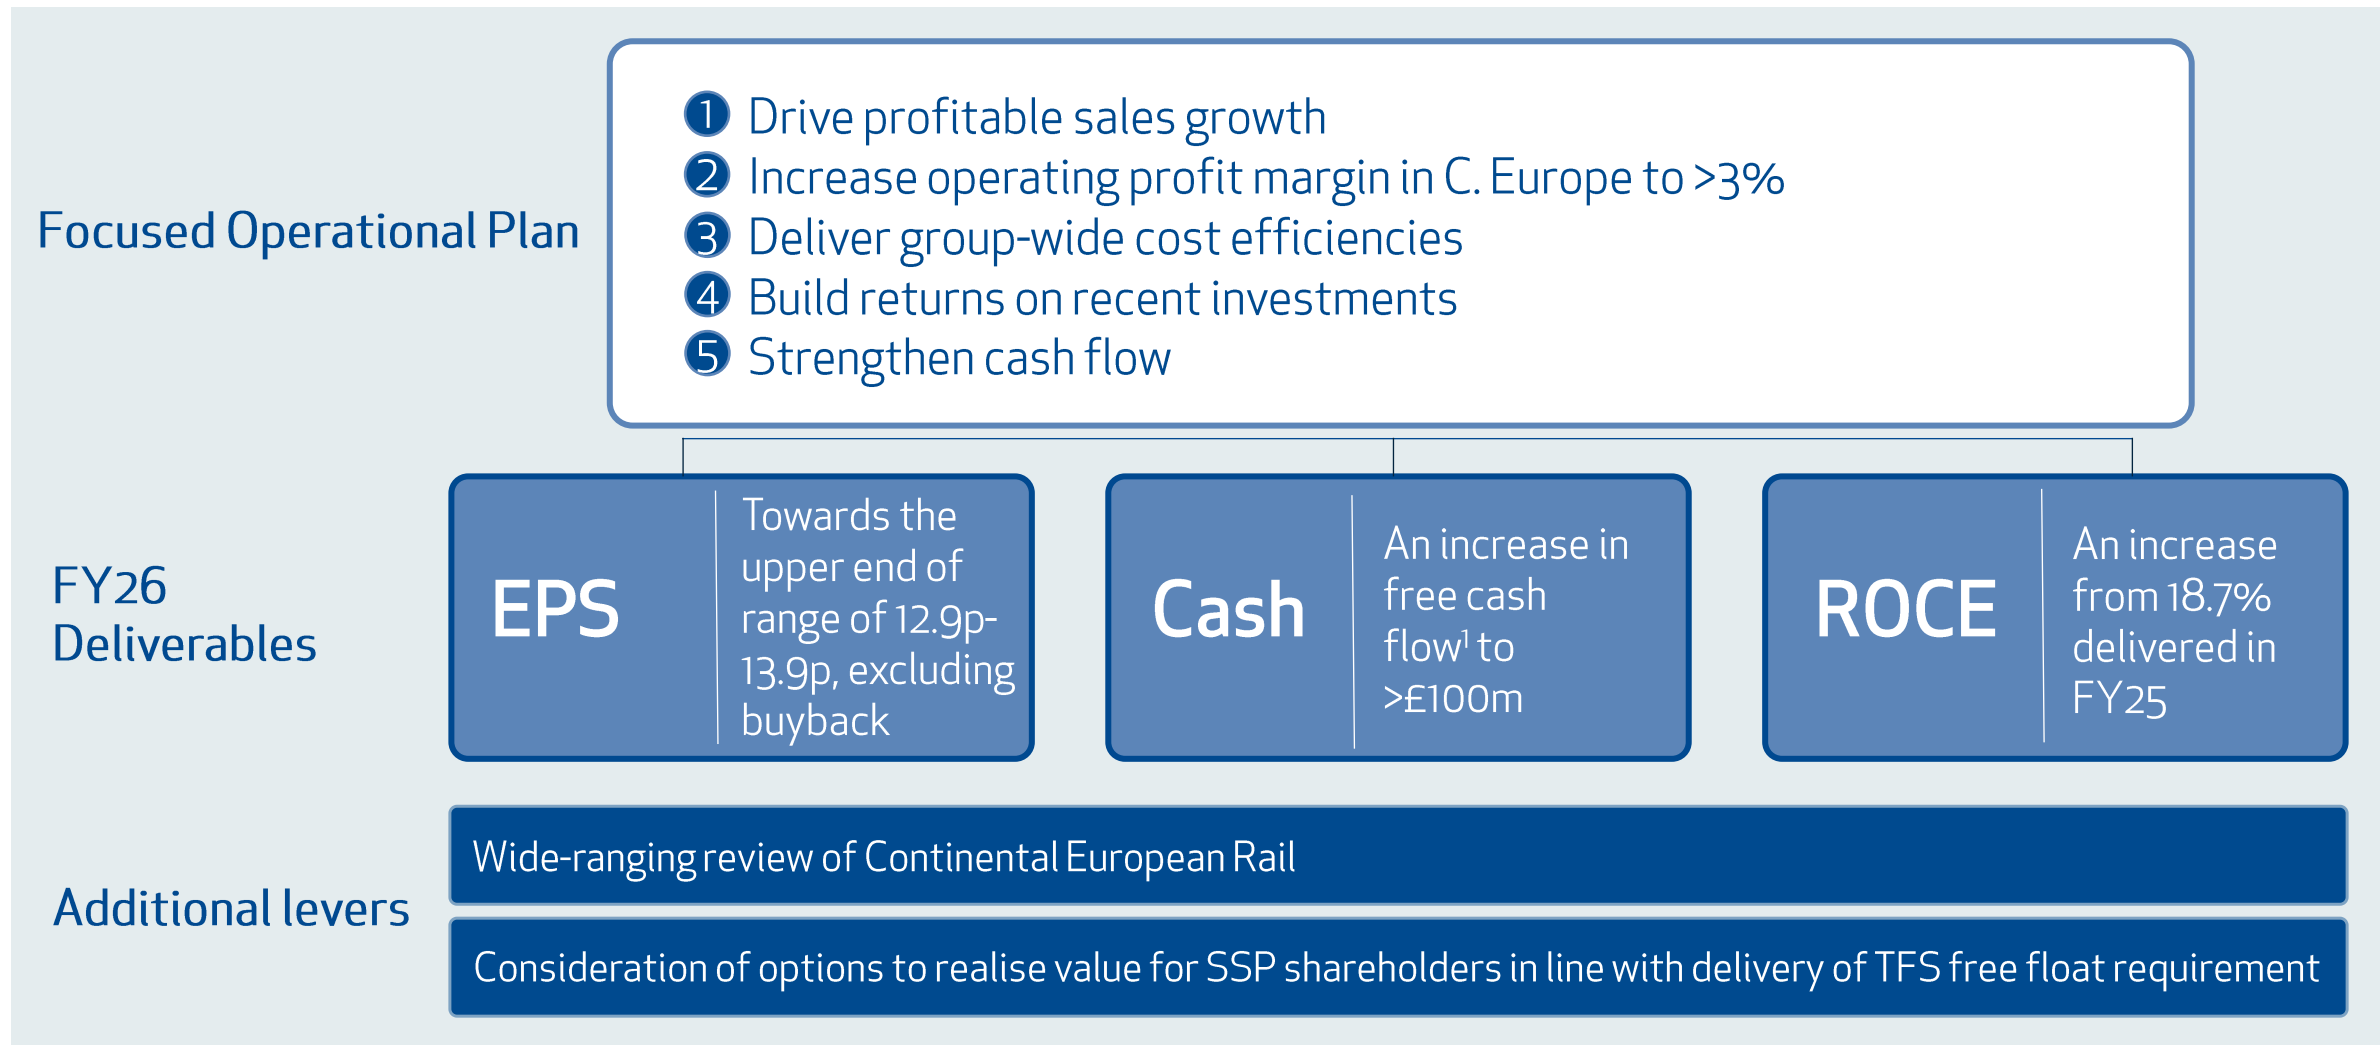 Focused Operational Plan
1 Drive profitable sales growth
2 Increase operating profit margin in C. Europe to >3%
3 Deliver group-wide cost efficiencies
4 Build returns on recent investments
5 Strengthen cash flow
FY26
Deliverables
EPS
Towards the
upper end of
range of 12.9p-
13.9p, excluding
buyback
Cash
An increase in
free cash
flow¹ to
>£100m
ROCE
An increase
from 18.7%
delivered in
FY25
Additional levers
Wide-ranging review of Continental European Rail
Consideration of options to realise value for SSP shareholders in line with delivery of TFS free float requirement